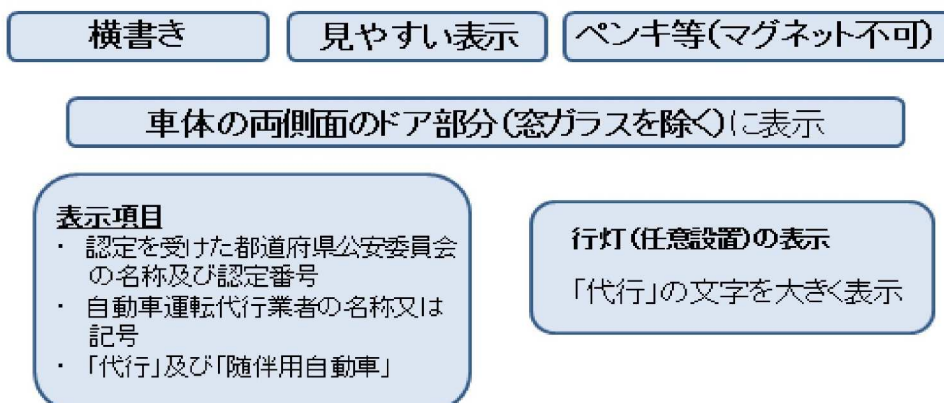 横書き
見やすい表示
ペンキ等(マグネット不可)
車体の両側面のドア部分(窓ガラスを除く)に表示
表示項目
・ 認定を受けた都道府県公安委員会
の名称及び認定番号
・ 自動車運転代行業者の名称又は
記号
・ 「代行」及び「随伴用自動車」
行灯(任意設置)の表示
「代行」の文字を大きく表示